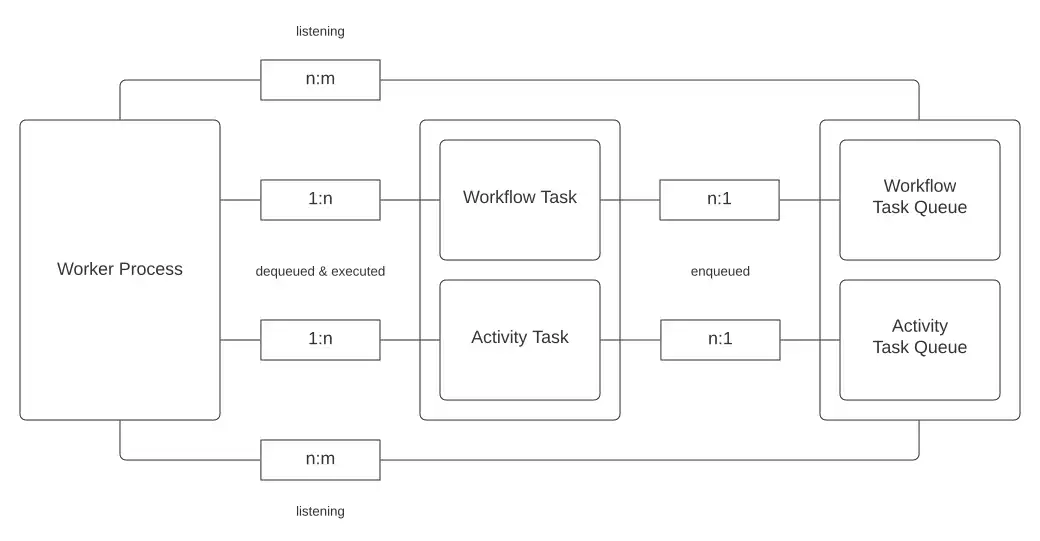 listening
n:m
Workflow
Task Queue
1:n
Workflow Task
n:1
Worker Process
dequeued & executed
enqueued
Activity
Task Queue
1:n
Activity Task
n:1
n:m
listening